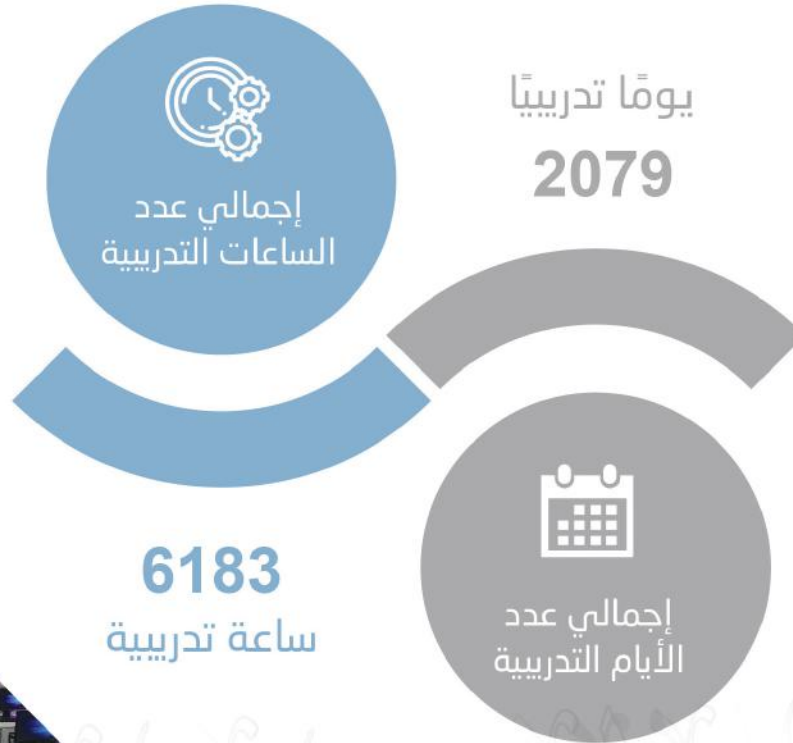 إجمالي عدد
الساعات التدريبية
6183
ساعة تدريبية
يومًا تدريبيًا
2079
إجمالي عدد
الأيام التدريبية